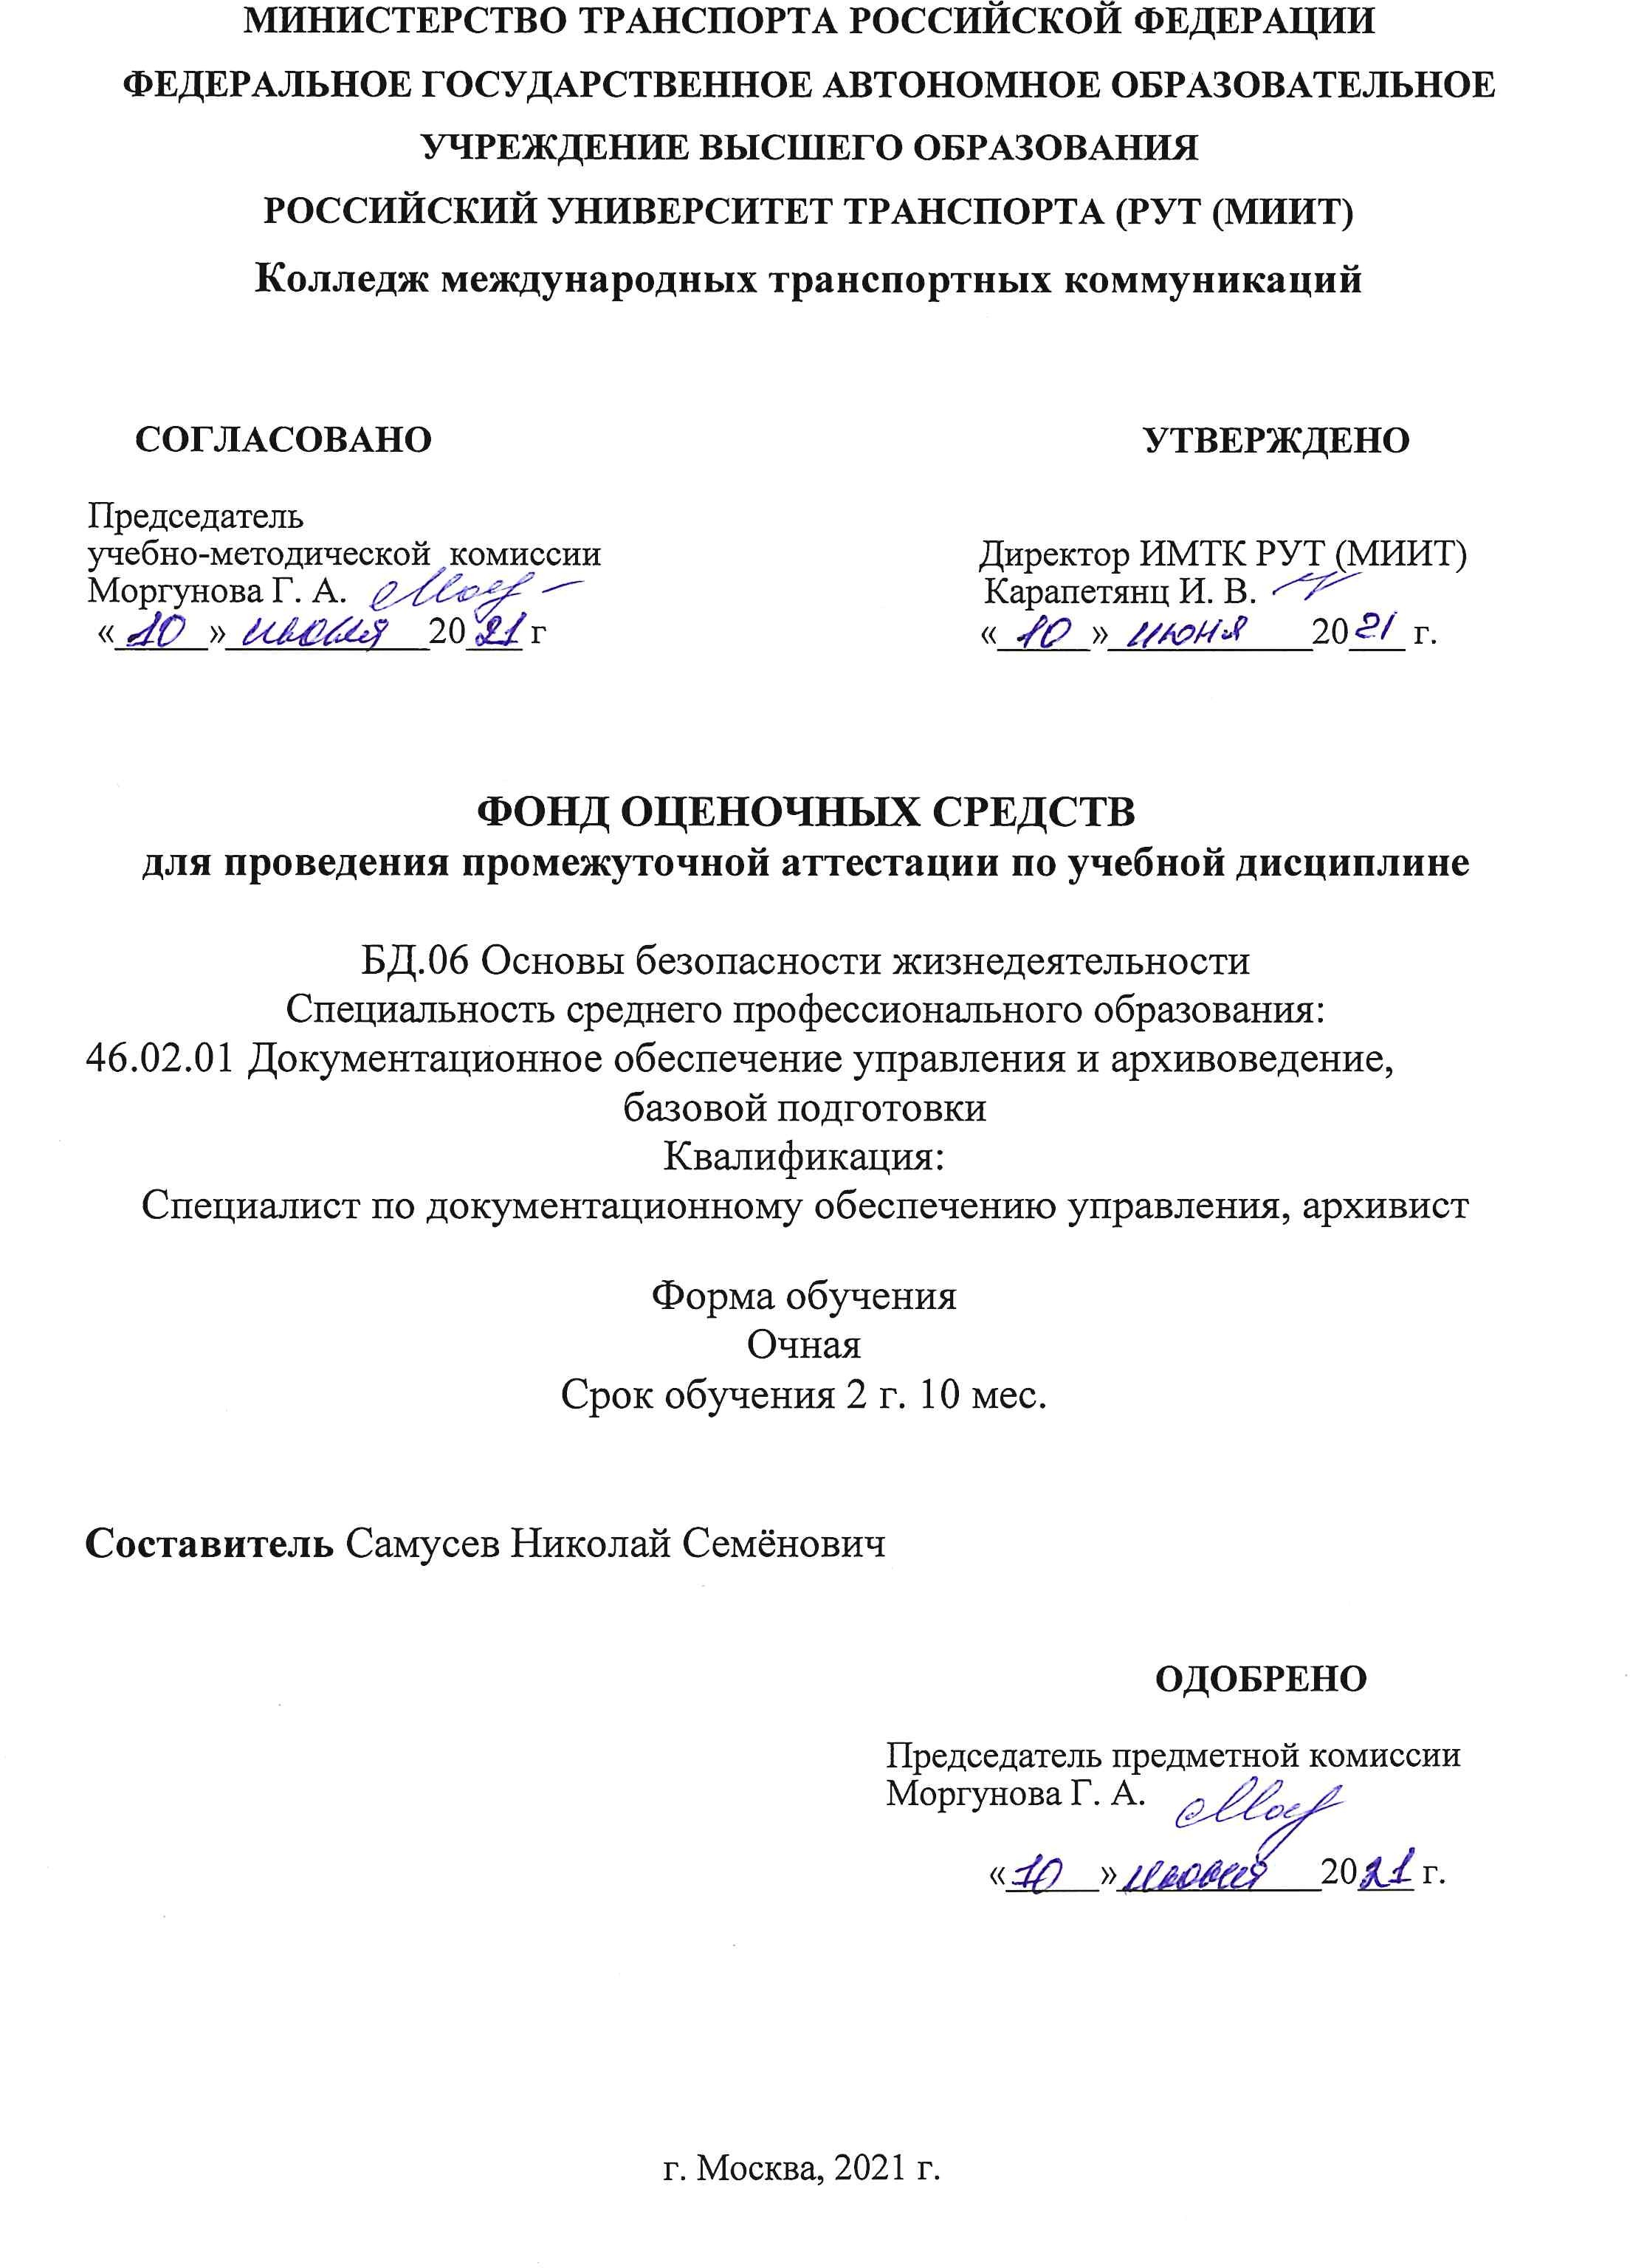 МИНИСТЕРСТВО ТРАНСПОРТА РОССИЙСКОЙ ФЕДЕРАЦИИ
ФЕДЕРАЛЬНОЕ ГОСУДАРСТВЕННОЕ АВТОНОМНОЕ ОБРАЗОВАТЕЛЬНОЕ
УЧРЕЖДЕНИЕ ВЫСШЕГО ОБРАЗОВАНИЯ
РОССИЙСКИЙ УНИВЕРСИТЕТ ТРАНСПОРТА (РУТ (МИИТ)
Колледж международных транспортных коммуникаций
СОГЛАСОВАНО
Председатель
учебно-методической комиссии
Моргунова Г. А.
«10» июня 2021 г
УТВЕРЖДЕНО
Директор ИМТК РУТ (МИИТ)
Карапетянц И. В.
«10» июня 2021 г.
ФОНД ОЦЕНОЧНЫХ СРЕДСТВ
для проведения промежуточной аттестации по учебной дисциплине
БД.06 Основы безопасности жизнедеятельности
Специальность среднего профессионального образования:
46.02.01 Документационное обеспечение управления и архивоведение,
базовой подготовки
Квалификация:
Специалист по документационному обеспечению управления, архивист
Форма обучения
Очная
Срок обучения 2 г. 10 мес.
Составитель Самусев Николай Семёнович
ОДОБРЕНО
Председатель предметной комиссии
Моргунова Г. А.
«10» июня 2021 г.
г. Москва, 2021 г.